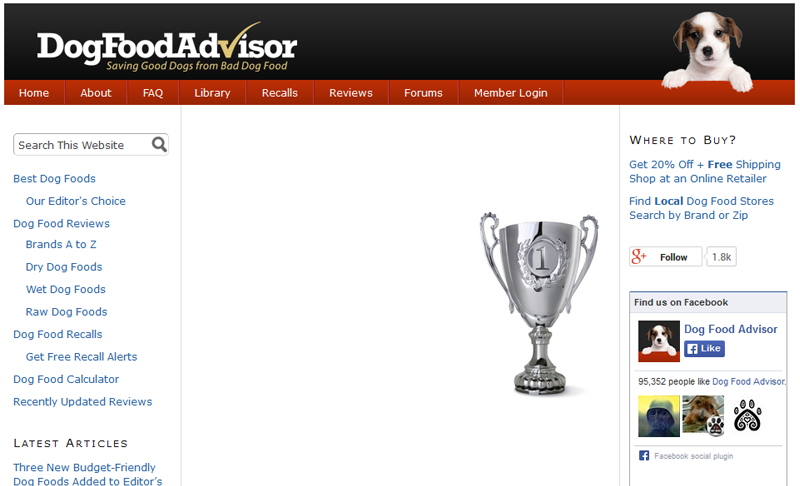 DogFoodAdvisor
Saving Good Dogs from Bad Dog Food
Home About FAQ Library Recalls Reviews Forums Member Login
Search This Website
Best Dog Foods
Our Editor's Choice
Dog Food Reviews
Brands A to Z
Dry Dog Foods
Wet Dog Foods
Raw Dog Foods
Dog Food Recalls
Get Free Recall Alerts
Dog Food Calculator
Recently Updated Reviews
Latest Articles
Three New Budget-Friendly
Dog Foods Added to Editor's
1
Where to Buy?
Get 20% Off + Free Shipping
Shop at an Online Retailer
Find Local Dog Food Stores
Search by Brand or Zip
g+ Follow 1.8k
Find us on Facebook
Dog Food Advisor
f Like
95,352 people like Dog Food Advisor.
f Facebook social plugin